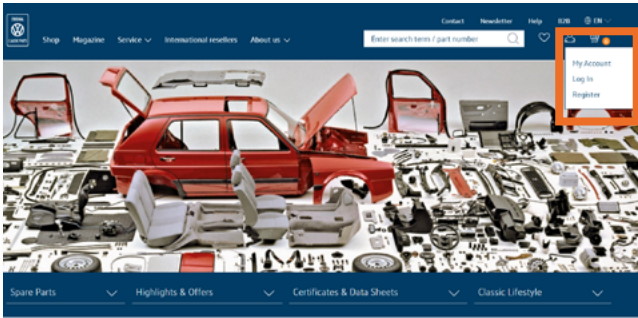 Contact Newsletter Help B2B EN
Shop Magazine Service International resellers About us
Enter search term / part number
My Account
Log In
Register
Spare Parts Highlights & Offers Certificates & Data Sheets Classic Lifestyle